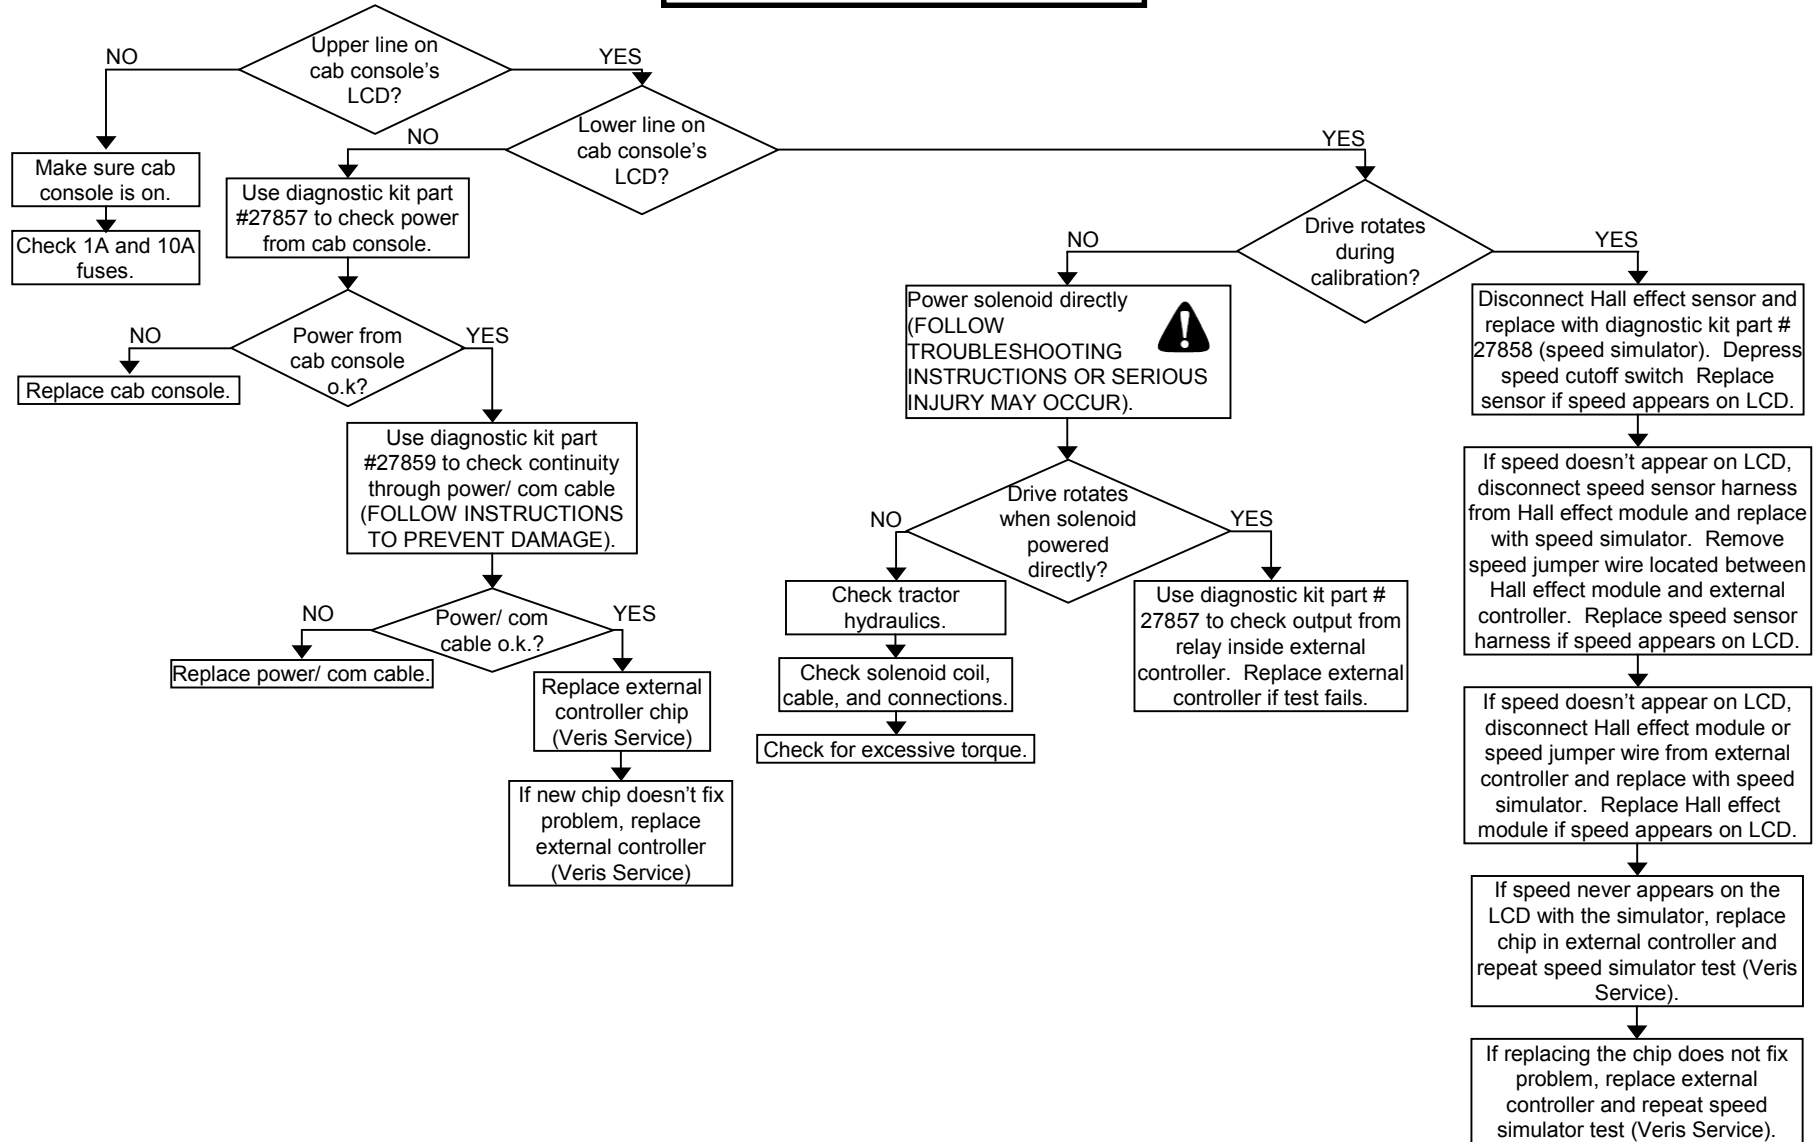 Upper line on
cab console's
LCD?
NO
YES
Make sure cab
console is on.
Check 1A and 10A
fuses.
Lower line on
cab console's
LCD?
NO
YES
Use diagnostic kit part
#27857 to check power
from cab console.
Power from
cab console
o.k?
NO
YES
Replace cab console.
Use diagnostic kit part
#27859 to check continuity
through power/ com cable
(FOLLOW INSTRUCTIONS
TO PREVENT DAMAGE).
Power/ com
cable o.k.?
NO
YES
Replace power/ com cable.
Replace external
controller chip
(Veris Service)
If new chip doesn't fix
problem, replace
external controller
(Veris Service)
Drive rotates
during
calibration?
NO
YES
Power solenoid directly
(FOLLOW
TROUBLESHOOTING
INSTRUCTIONS OR SERIOUS
INJURY MAY OCCUR).
Drive rotates
when solenoid
powered
directly?
NO
YES
Check tractor
hydraulics.
Check solenoid coil,
cable, and connections.
Check for excessive torque.
Use diagnostic kit part #
27857 to check output from
relay inside external
controller.  Replace external
controller if test fails.
Disconnect Hall effect sensor and
replace with diagnostic kit part #
27858 (speed simulator).  Depress
speed cutoff switch  Replace
sensor if speed appears on LCD.
If speed doesn't appear on LCD,
disconnect speed sensor harness
from Hall effect module and replace
with speed simulator.  Remove
speed jumper wire located between
Hall effect module and external
controller.  Replace speed sensor
harness if speed appears on LCD.
If speed doesn't appear on LCD,
disconnect Hall effect module or
speed jumper wire from external
controller and replace with speed
simulator.  Replace Hall effect
module if speed appears on LCD.
If speed never appears on the
LCD with the simulator, replace
chip in external controller and
repeat speed simulator test (Veris
Service).
If replacing the chip does not fix
problem, replace external
controller and repeat speed
simulator test (Veris Service).